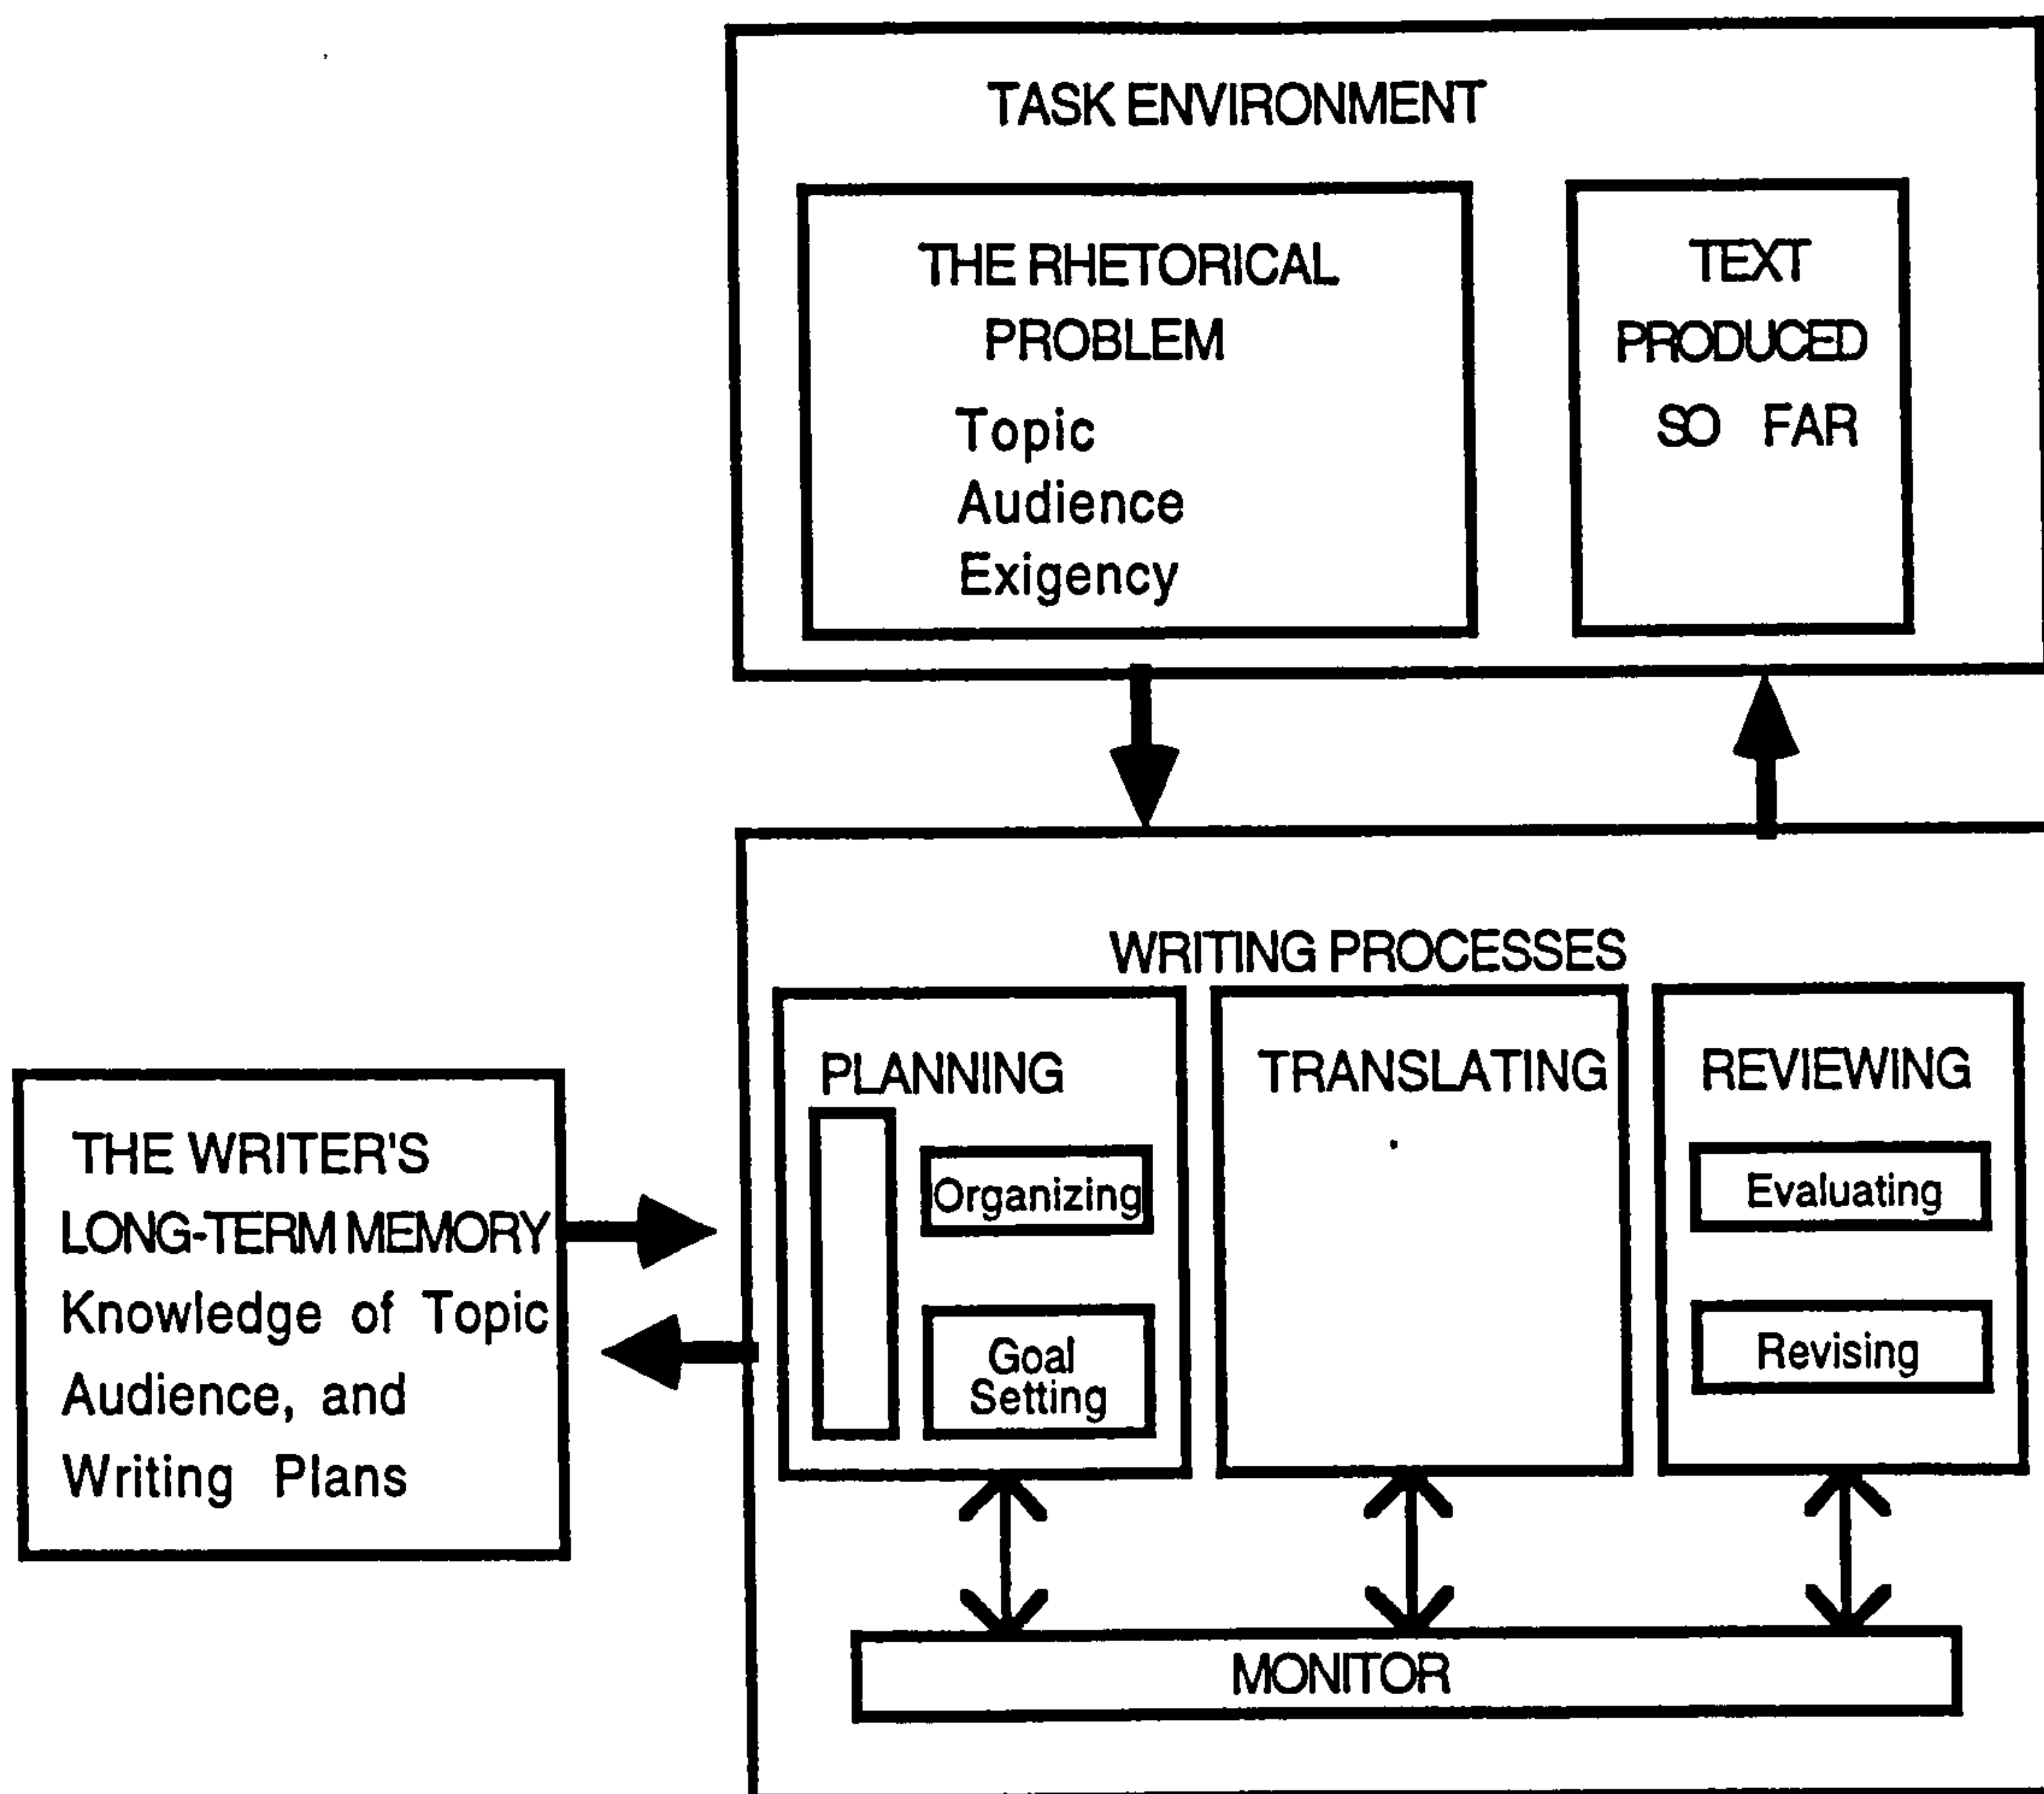 TASK ENVIRONMENT
THE RHETORICAL
PROBLEM
Topic
Audience
Exigency
TEXT
PRODUCED
SO FAR
WRITING PROCESSES
PLANNING
Organizing
Goal
Setting
TRANSLATING
REVIEWING
Evaluating
Revising
THE WRITER'S
LONG-TERM MEMORY
Knowledge of Topic
Audience, and
Writing Plans
MONITOR